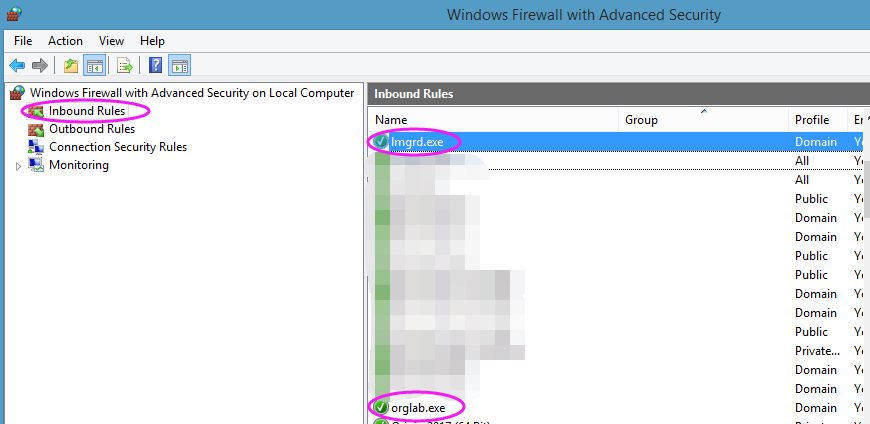 Windows Firewall with Advanced Security
File Action View Help
Windows Firewall with Advanced Security on Local Computer
Inbound Rules
Outbound Rules
Connection Security Rules
Monitoring
Inbound Rules
Name Group Profile
lmgrd.exe Domain
All
All
Public
Domain
Domain
Public
Public
Domain
Domain
Public
Private...
Domain
Domain
orglab.exe Domain